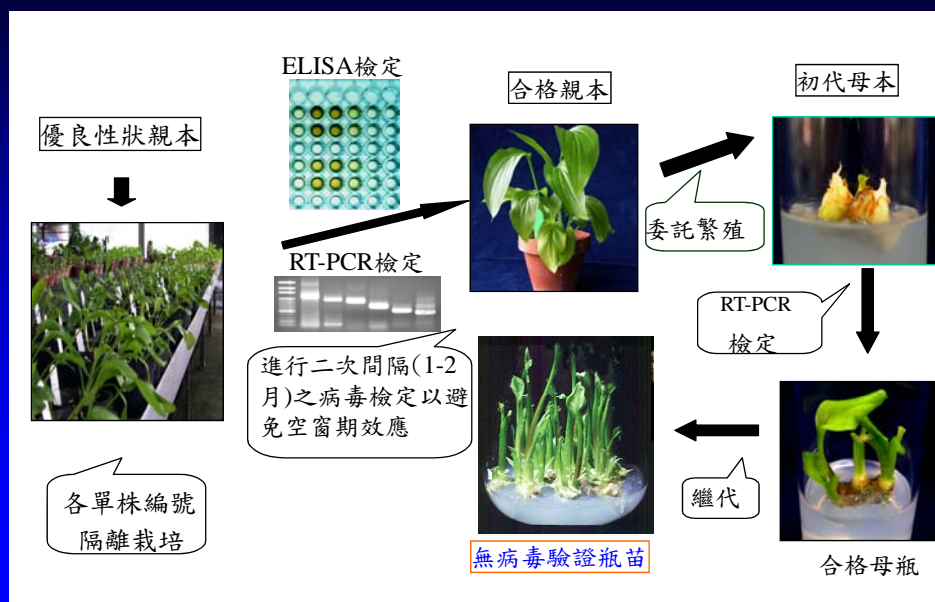 優良性狀親本
各單株編號
隔離栽培
ELISA檢定
RT-PCR檢定
進行二次間隔(1-2
月)之病毒檢定以避
免空窗期效應
合格親本
委託繁殖
初代母本
RT-PCR
檢定
合格母瓶
繼代
無病毒驗證瓶苗